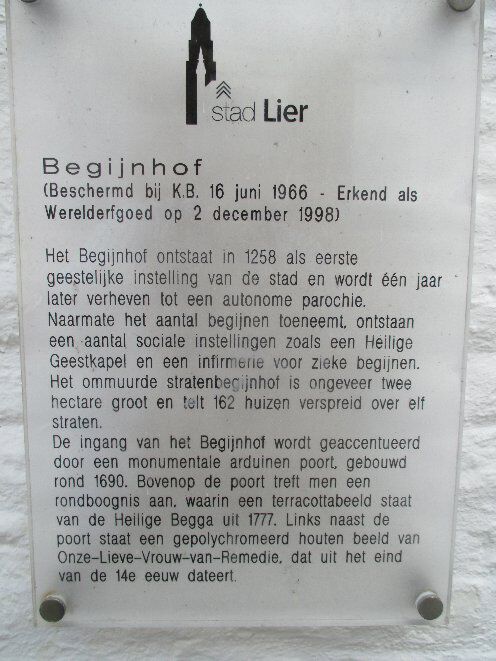 stad Lier
Begijnhof
(Beschermd bij K.B. 16 juni 1966 - Erkend als
Werelderfgoed op 2 december 1998)
Het Begijnhof ontstaat in 1258 als eerste
geestelijke instelling van de stad en wordt één jaar
later verheven tot een autonome parochie.
Naarmate het aantal begijnen toeneemt, ontstaan
een aantal sociale instellingen zoals een Heilige
Geestkapel en een infirmerie voor zieke begijnen.
Het ommuurde stratenbegijnhof is ongeveer twee
hectare groot en telt 162 huizen verspreid over elf
straten.
De ingang van het Begijnhof wordt geaccentueerd
door een monumentale arduinen poort, gebouwd
rond 1690. Bovenop de poort treft men een
rondboognis aan, waarin een terracottabeeld staat
van de Heilige Begga uit 1777. Links naast de
poort staat een gepolychromeerd houten beeld van
Onze-Lieve-Vrouw-van-Remedie, dat uit het eind
van de 14e eeuw dateert.